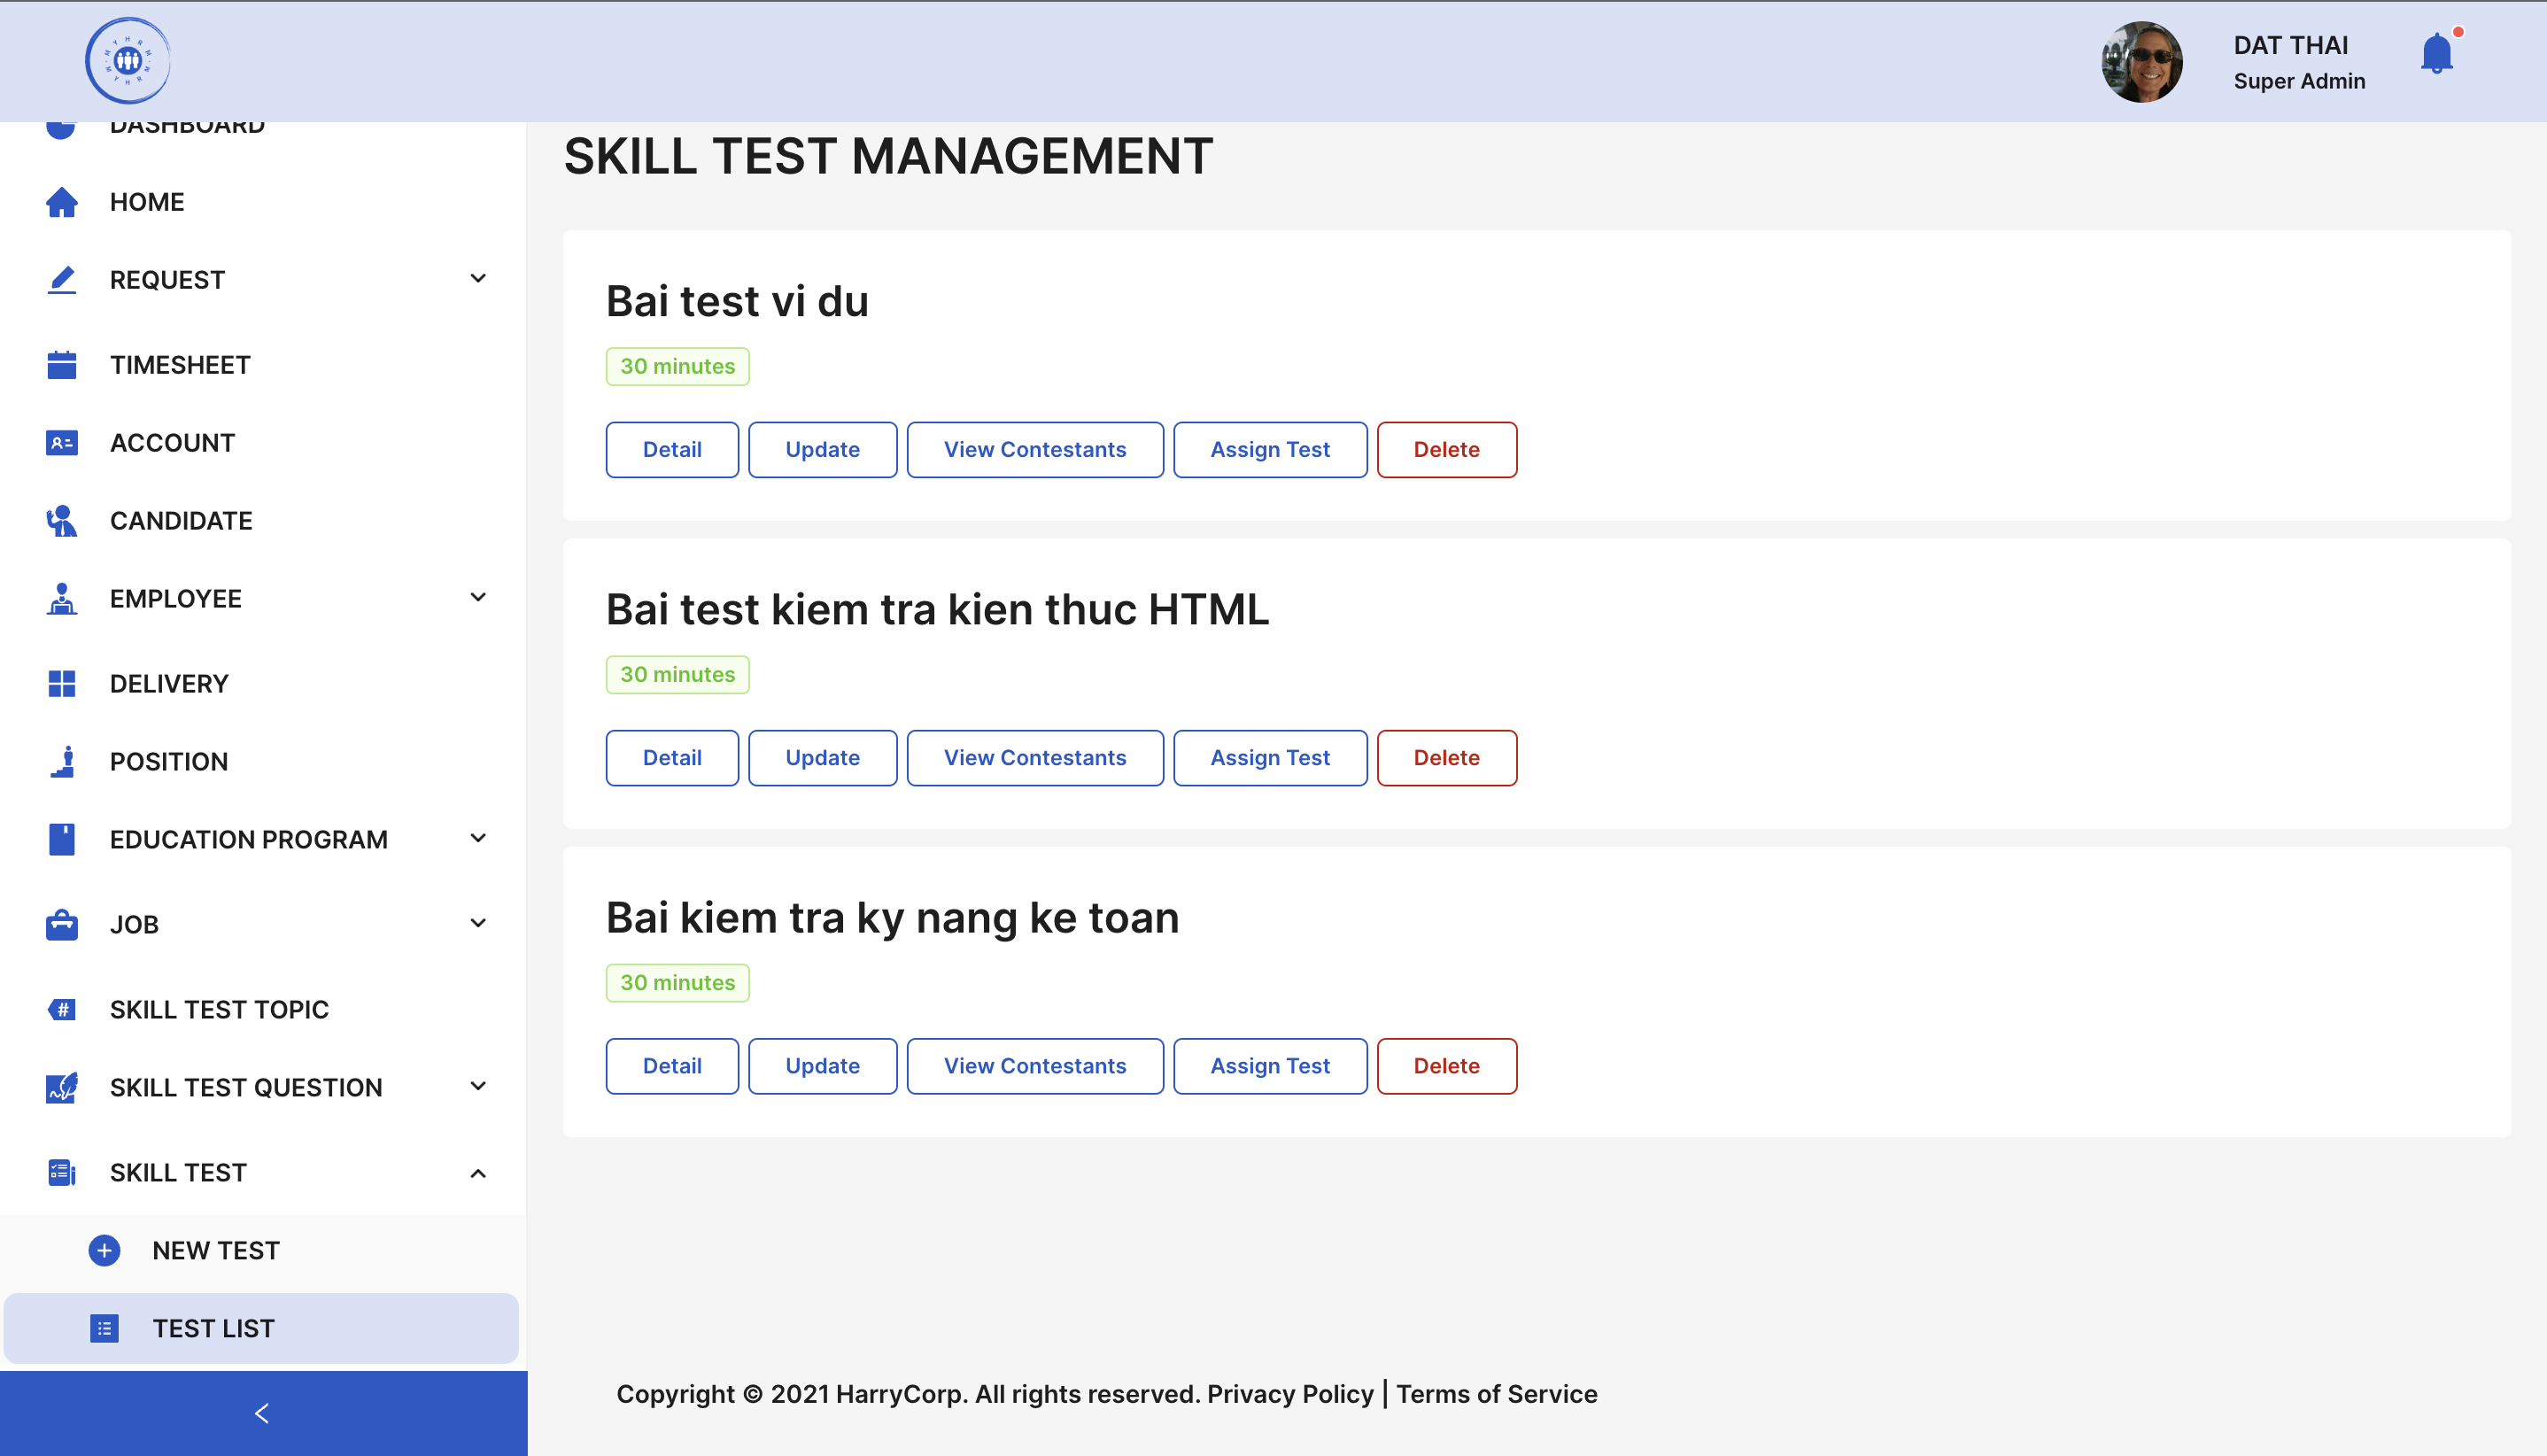 MYHRM
MYHRM
DAT THAI
Super Admin
DASHBOARD
HOME
REQUEST
TIMESHEET
ACCOUNT
CANDIDATE
EMPLOYEE
DELIVERY
POSITION
EDUCATION PROGRAM
JOB
SKILL TEST TOPIC
SKILL TEST QUESTION
SKILL TEST
NEW TEST
TEST LIST
SKILL TEST MANAGEMENT
Bai test vi du
30 minutes
Detail Update View Contestants Assign Test Delete
Bai test kiem tra kien thuc HTML
30 minutes
Detail Update View Contestants Assign Test Delete
Bai kiem tra ky nang ke toan
30 minutes
Detail Update View Contestants Assign Test Delete
Copyright © 2021 HarryCorp. All rights reserved. Privacy Policy | Terms of Service